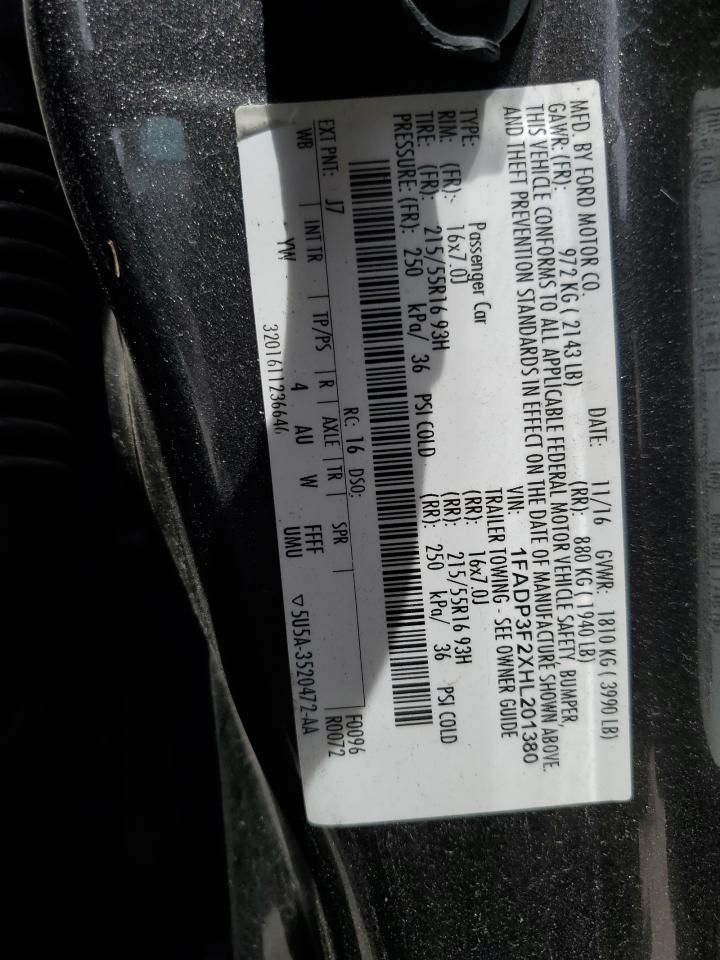 MFD. BY FORD MOTOR CO.
DATE: 11/16 GVWR: 1810 KG ( 3990 LB)
GAWR: (FR): 972 KG ( 2143 LB) (RR): 880 KG ( 1940 LB)
THIS VEHICLE CONFORMS TO ALL APPLICABLE FEDERAL MOTOR VEHICLE SAFETY, BUMPER,
AND THEFT PREVENTION STANDARDS IN EFFECT ON THE DATE OF MANUFACTURE SHOWN ABOVE.
VIN: 1FADP3F2XHL201380
TYPE: Passenger Car TRAILER TOWING - SEE OWNER GUIDE
RIM: (FR): 16x7.0J (RR): 16x7.0J
TIRE: (FR): 215/55R16 93H (RR): 215/55R16 93H
PRESSURE: (FR): 250 kPa/ 36 PSI COLD (RR): 250 kPa/ 36 PSI COLD
RC: 16 DSO: F0096
EXT PNT: J7 R0072
INT TR TP/PS R AXLE TR SPR
WB YW 4 AU W FFFF UMU
3201611236646 ▽5U5A-3520472-AA